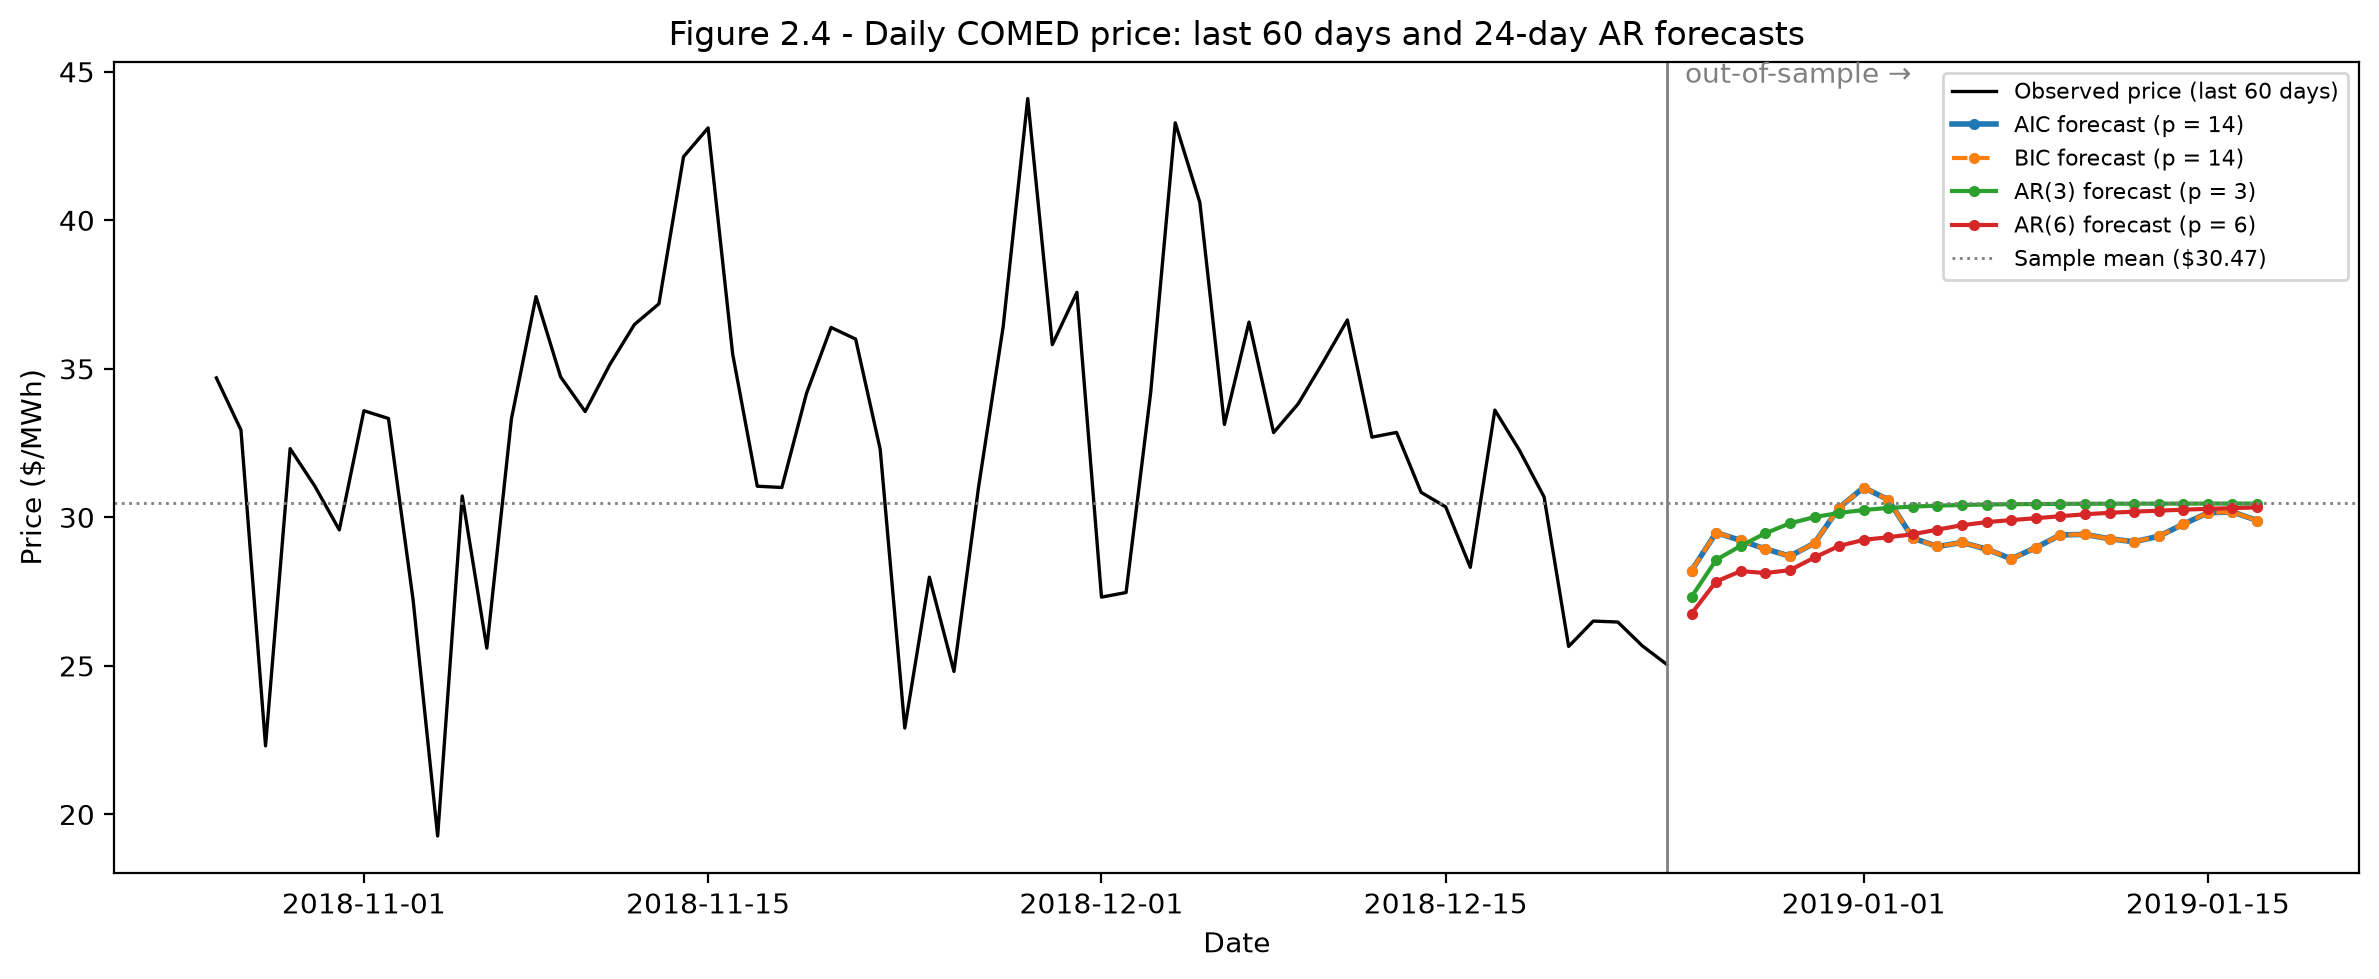 Figure 2.4 - Daily COMED price: last 60 days and 24-day AR forecasts
out-of-sample →
Observed price (last 60 days)
AIC forecast (p = 14)
BIC forecast (p = 14)
AR(3) forecast (p = 3)
AR(6) forecast (p = 6)
Sample mean ($30.47)
Price ($/MWh)
45
40
35
30
25
20
2018-11-01
2018-11-15
2018-12-01
2018-12-15
2019-01-01
2019-01-15
Date